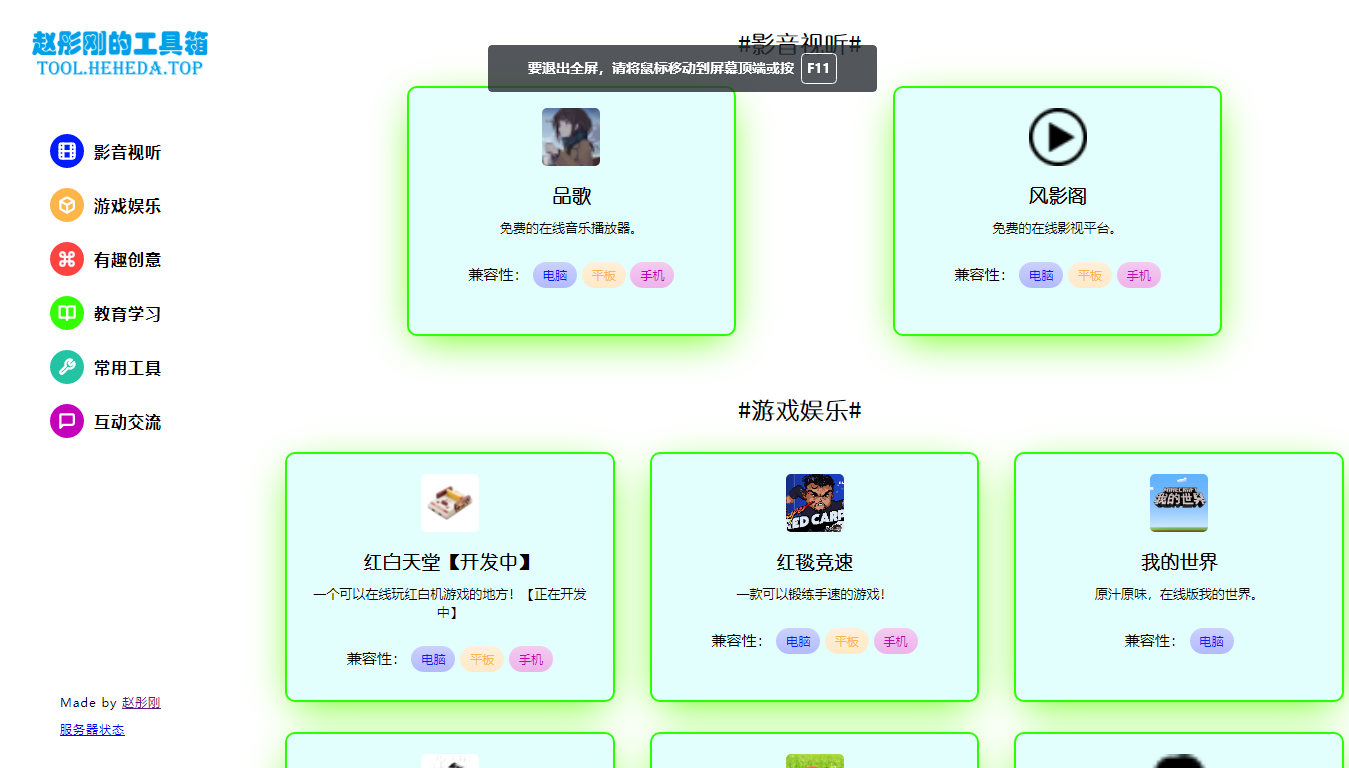 赵彤刚的工具箱
TOOL.HEHEDA.TOP
影音视听
游戏娱乐
有趣创意
教育学习
常用工具
互动交流
Made by 赵彤刚
服务器状态
#影音视听#
要退出全屏，请将鼠标移动到屏幕顶端或按 F11
品歌
免费的在线音乐播放器。
兼容性： 电脑 平板 手机
风影阁
免费的在线影视平台。
兼容性： 电脑 平板 手机
#游戏娱乐#
红白天堂【开发中】
一个可以在线玩红白机游戏的地方！【正在开发
中】
兼容性： 电脑 平板 手机
RED CARP
红毯竞速
一款可以锻练手速的游戏！
兼容性： 电脑 平板 手机
MINECRAFT
我的世界
我的世界
原汁原味，在线版我的世界。
兼容性： 电脑